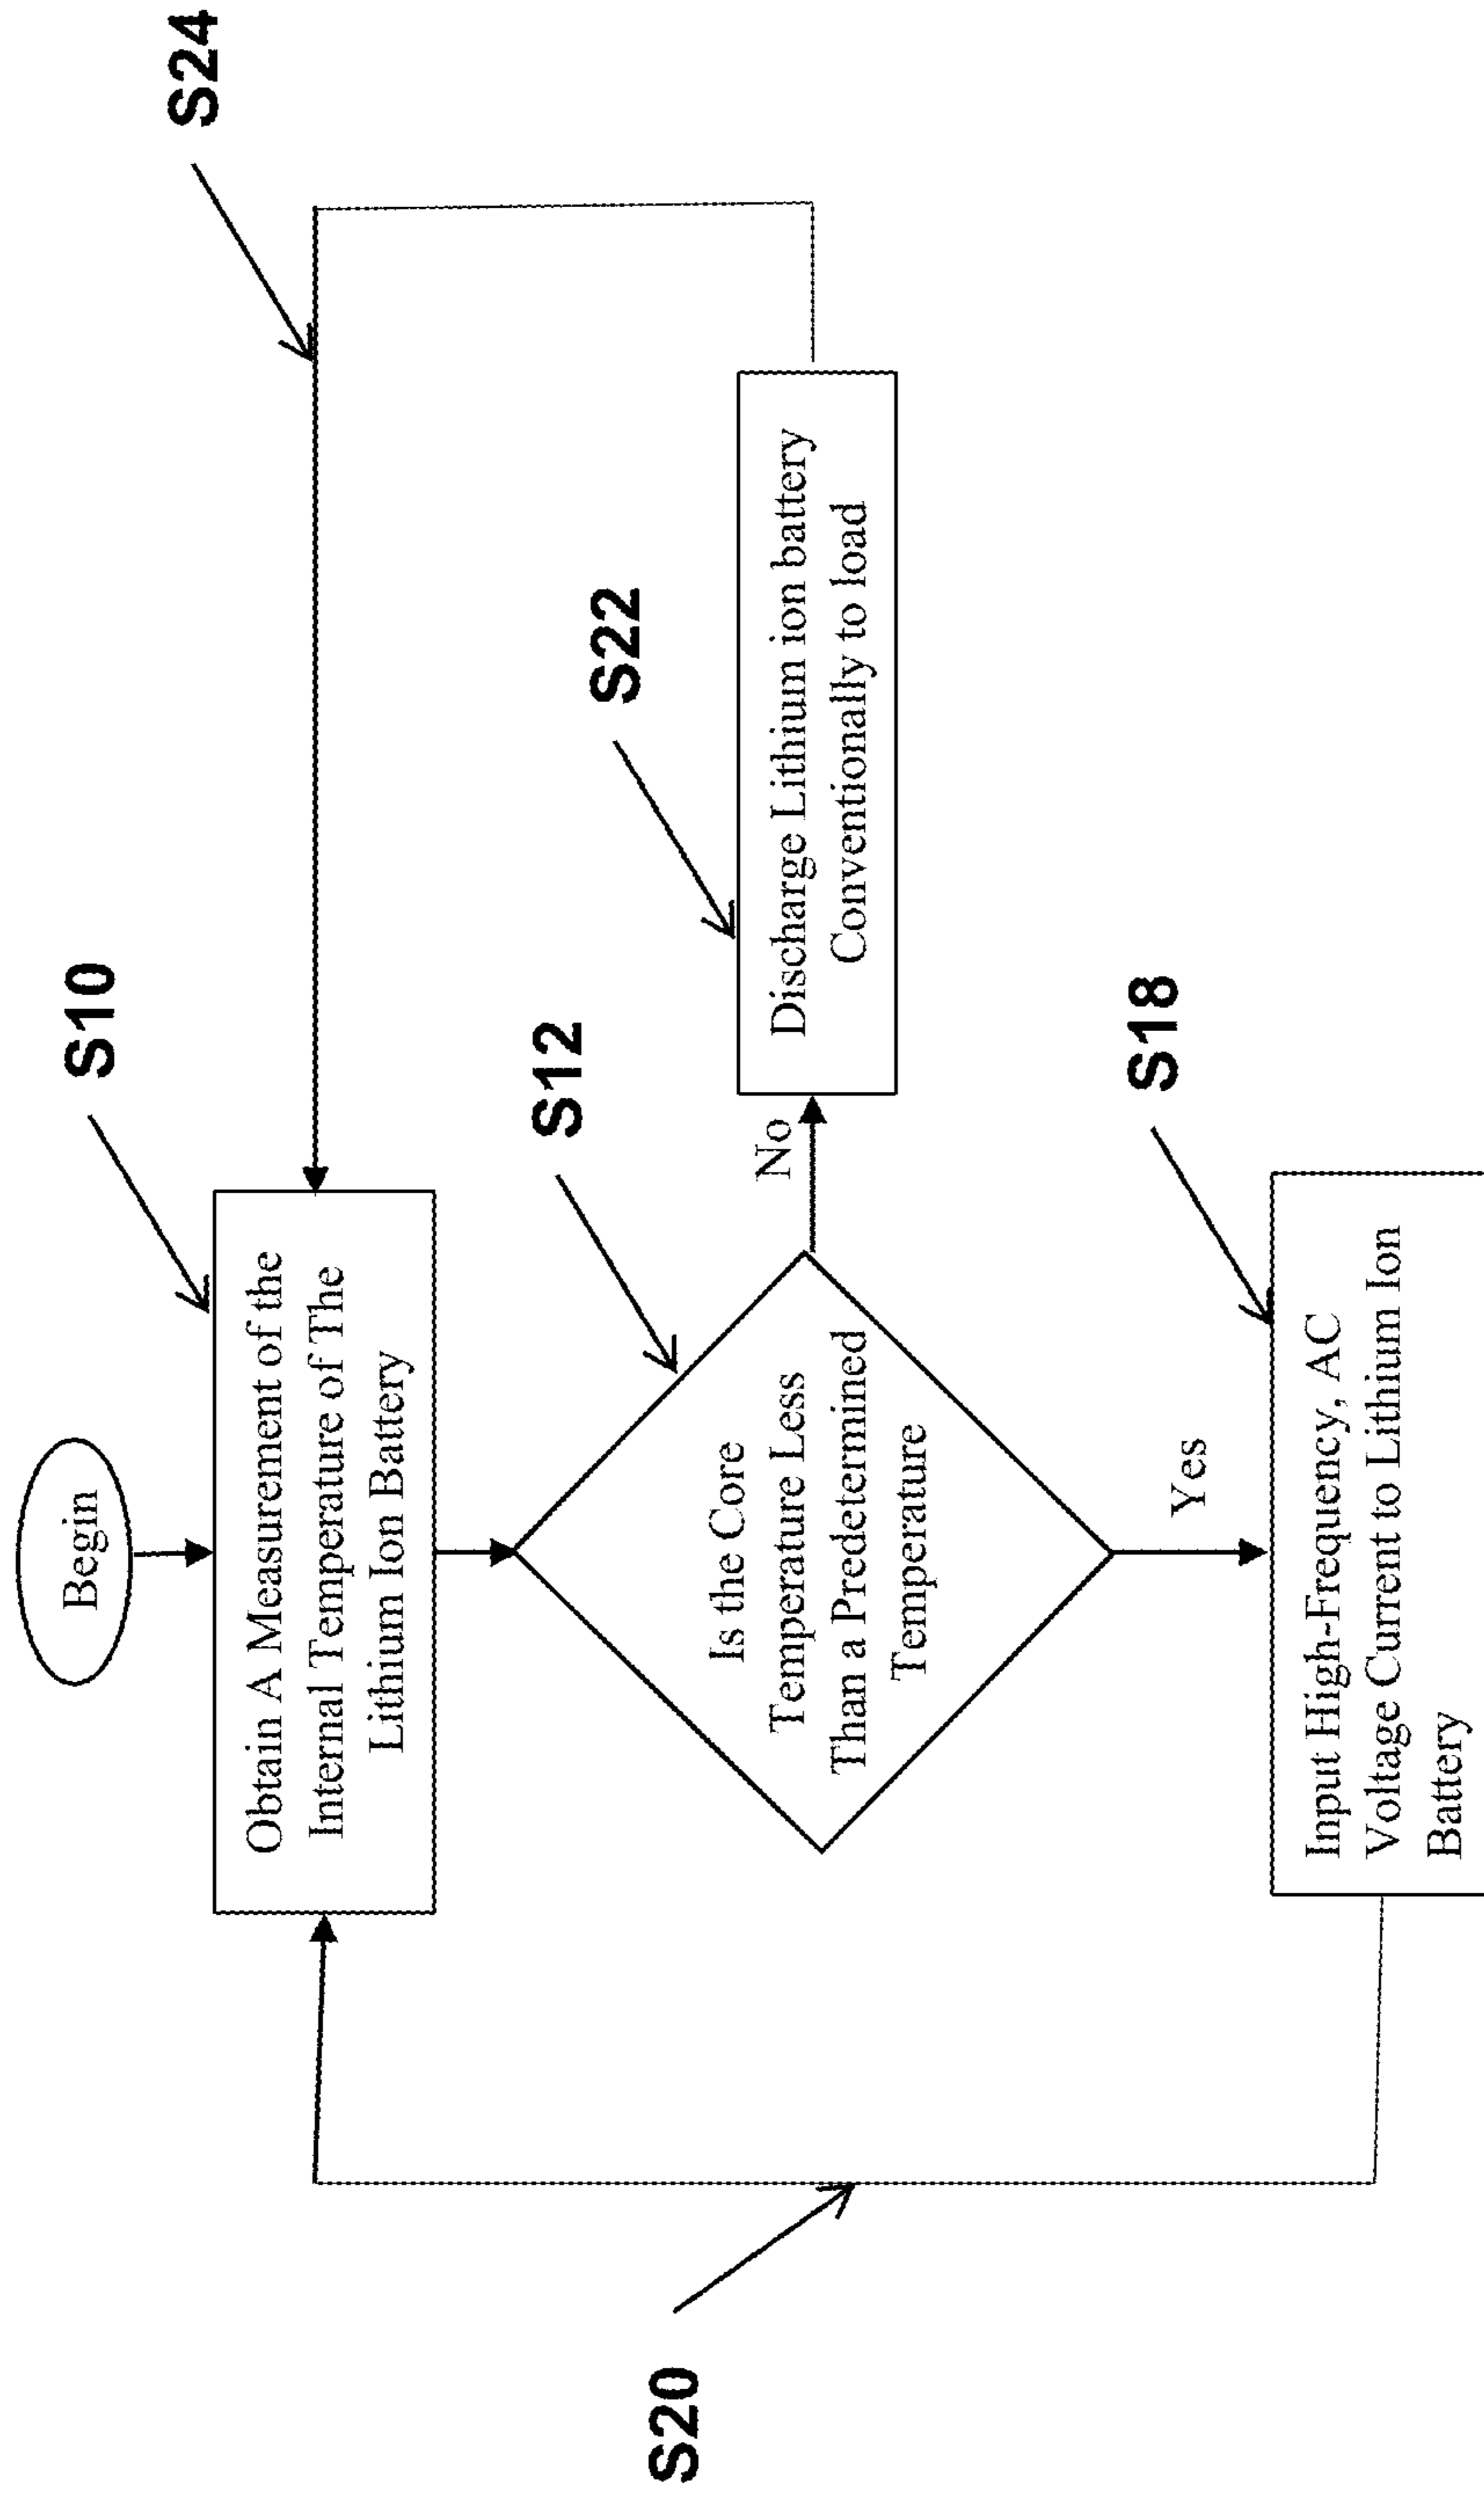 Begin
S10
S24
Obtain A Measurement of the
Internal Temperature of The
Lithium Ion Battery
S12
S22
Is the Core
Temperature Less
Than a Predetermined
Temperature
No
Discharge Lithium ion battery
Conventionally to load
S20
Yes
S18
Input High-Frequency, AC
Voltage Current to Lithium Ion
Battery